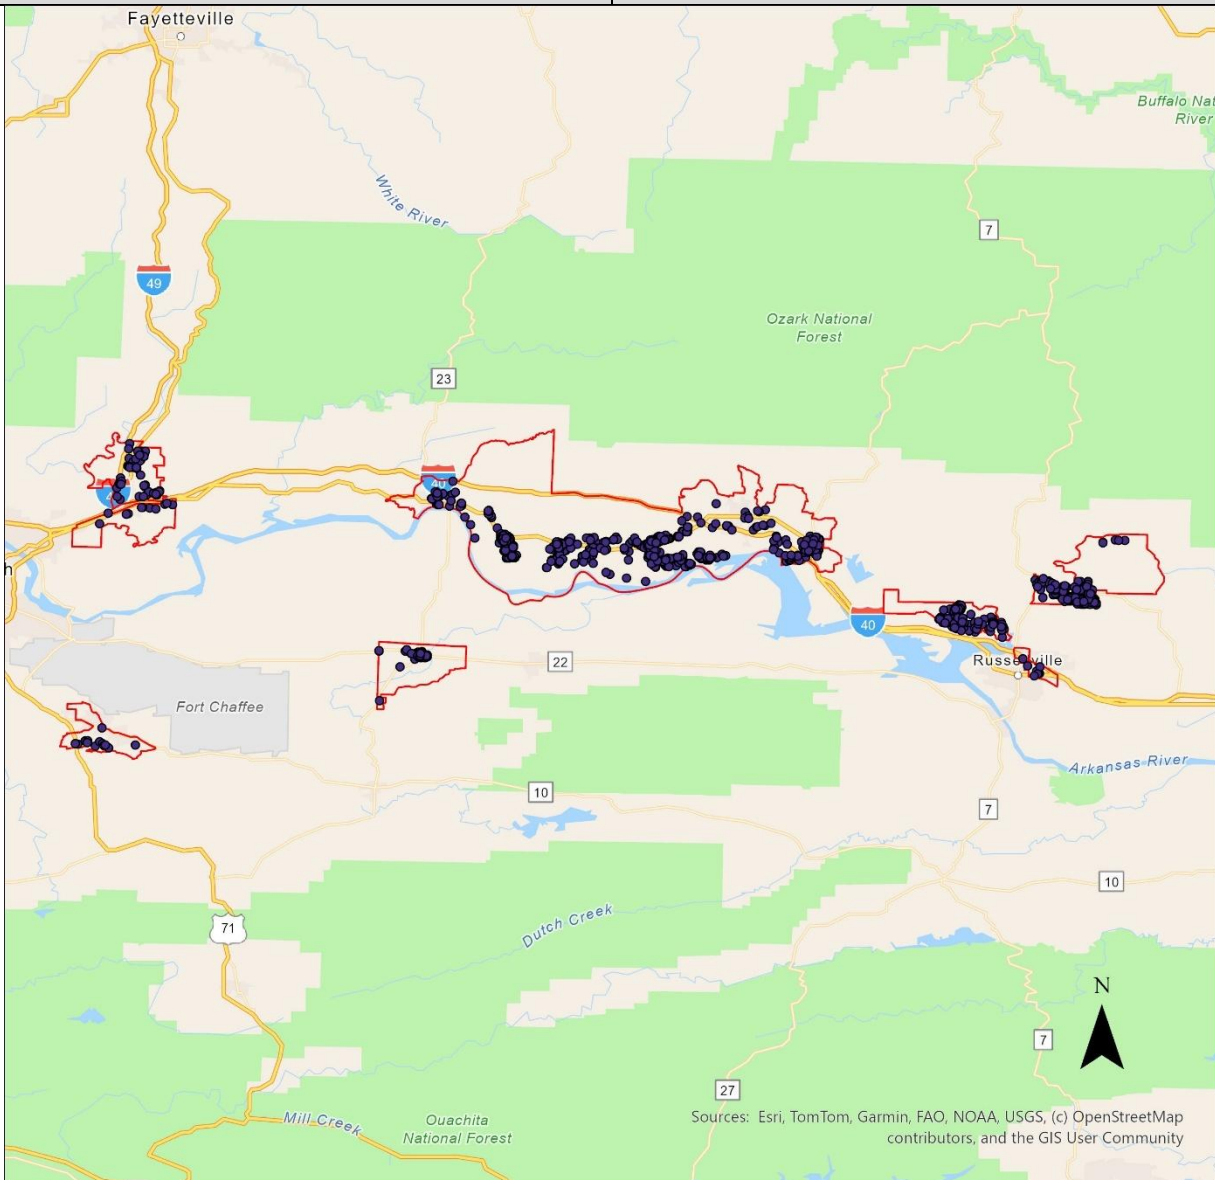 Fayetteville
Buffalo Nat
River
White River
7
49
Ozark National
Forest
23
40
h
40
22
Fort Chaffee
Arkansas River
10
7
10
Dutch Creek
71
N
7
27
Mill Creek
Ouachita
National Forest
Sources: Esri, TomTom, Garmin, FAO, NOAA, USGS, (c) OpenStreetMap
contributors, and the GIS User Community